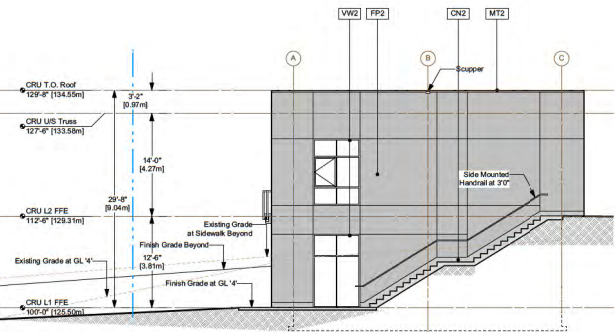 VW2
FP2
CN2
MT2
A
B
C
Scupper
CRU T.O. Roof
129'-8" [134.55m]
3'-2"
[0.97m]
CRU U/S Truss
127'-6" [133.58m]
14'-0"
[4.27m]
Side Mounted
Handrail at 3'0"
29'-8"
[9.04m]
CRU L2 FFE
112'-6" [129.31m]
Existing Grade
at Sidewalk Beyond
Finish Grade Beyond
12'-6"
[3.81m]
Existing Grade at GL '4'
Finish Grade at GL '4'
CRU L1 FFE
100'-0" [125.50m]